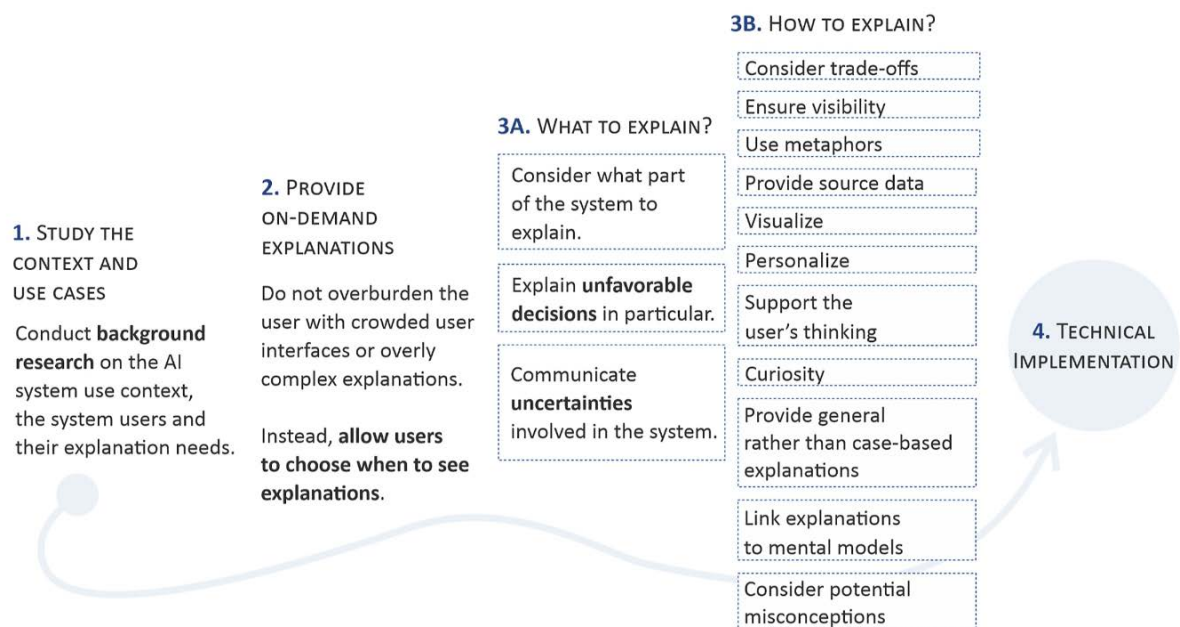 1. STUDY THE
CONTEXT AND
USE CASES
Conduct background
research on the AI
system use context,
the system users and
their explanation needs.
2. PROVIDE
ON-DEMAND
EXPLANATIONS
Do not overburden the
user with crowded user
interfaces or overly
complex explanations.
Instead, allow users
to choose when to see
explanations.
3A. WHAT TO EXPLAIN?
Consider what part
of the system to
explain.
Explain unfavorable
decisions in particular.
Communicate
uncertainties
involved in the system.
3B. HOW TO EXPLAIN?
Consider trade-offs
Ensure visibility
Use metaphors
Provide source data
Visualize
Personalize
Support the
user's thinking
Curiosity
Provide general
rather than case-based
explanations
Link explanations
to mental models
Consider potential
misconceptions
4. TECHNICAL
IMPLEMENTATION